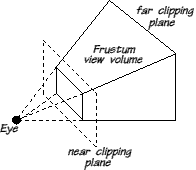 far clipping
plane
Frustum
view volume
Eye
near clipping
plane